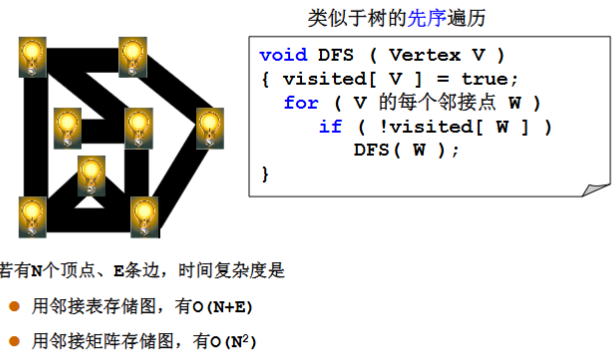 类似于树的先序遍历
void DFS ( Vertex V )
{ visited[ V ] = true;
for ( V 的每个邻接点 W )
if ( !visited[ W ] )
DFS( W );
}
若有N个顶点、E条边，时间复杂度是
用邻接表存储图，有O(N+E)
用邻接矩阵存储图，有O(N²)